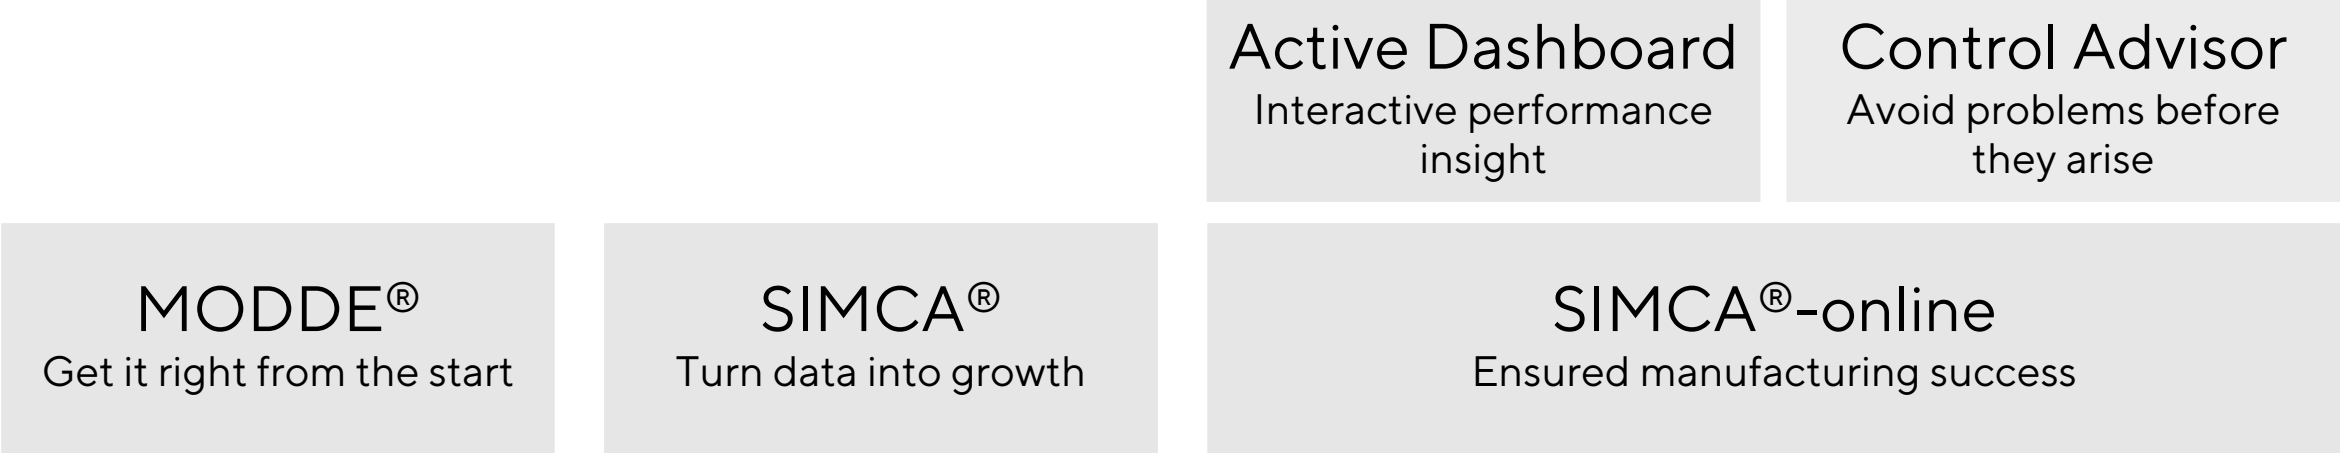 Active Dashboard
Interactive performance
insight
Control Advisor
Avoid problems before
they arise
MODDE®
Get it right from the start
SIMCA®
Turn data into growth
SIMCA®-online
Ensured manufacturing success